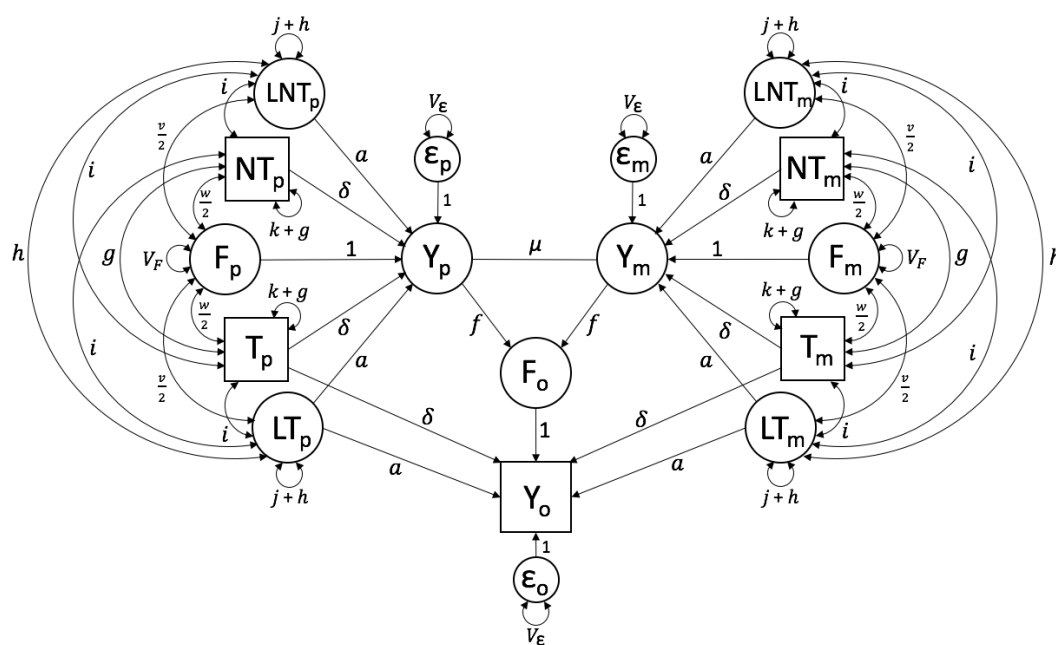 j + h j + h
LNTp LNTm
i Vε Vε i
v/2 εp εm v/2
i NTp a 1 1 a NTm i
w/2 δ δ w/2
k + g k + g
h g VF Fp 1 Yp μ Ym 1 Fm VF g h
w/2 k + g k + g w/2
i Tp δ f f δ Tm i
v/2 a Fo a v/2
i LTp δ 1 δ LTm i
a a
j + h Yo j + h
1
εo
Vε